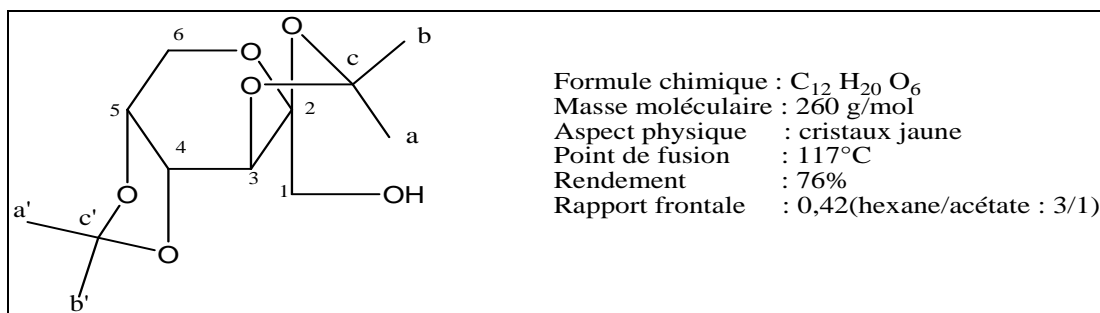 6
O
O
b
c
O
5
2
4
a
3
1
OH
O
a'
c'
O
b'
Formule chimique : C₁₂ H₂₀ O₆
Masse moléculaire : 260 g/mol
Aspect physique : cristaux jaune
Point de fusion : 117°C
Rendement : 76%
Rapport frontale : 0,42(hexane/acétate : 3/1)